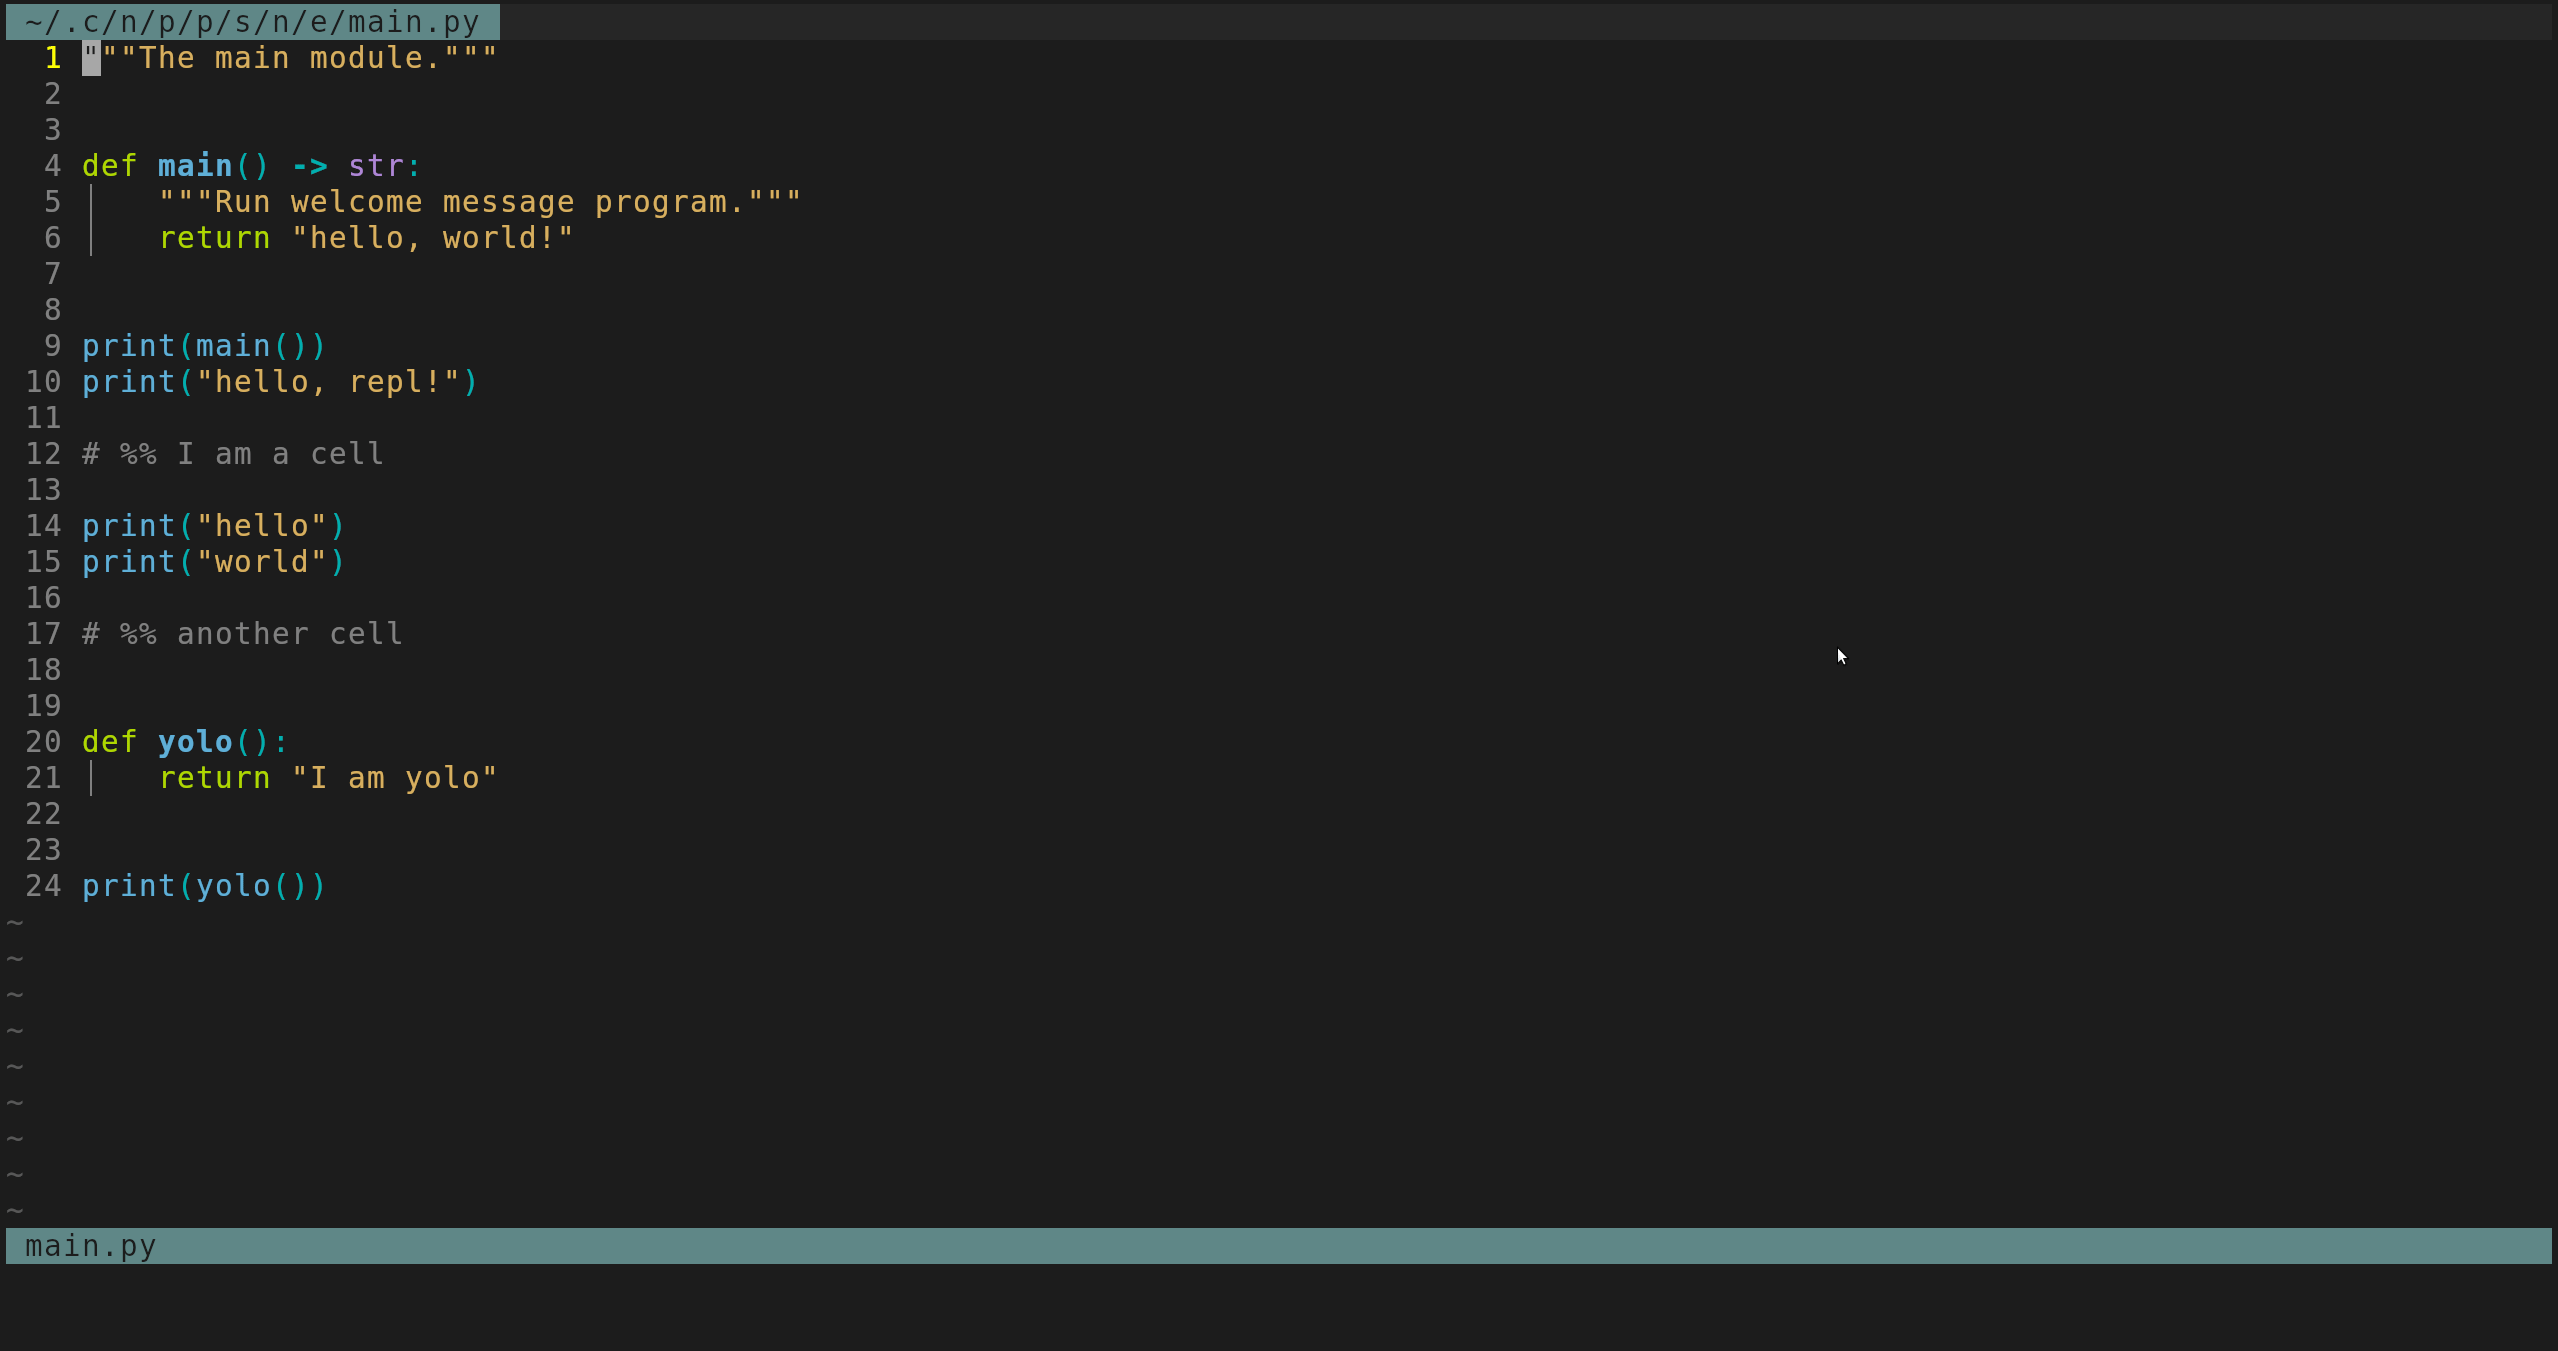 ~/.c/n/p/p/s/n/e/main.py
1 """The main module."""
2
3
4 def main() -> str:
5     """Run welcome message program."""
6     return "hello, world!"
7
8
9 print(main())
10 print("hello, repl!")
11
12 # %% I am a cell
13
14 print("hello")
15 print("world")
16
17 # %% another cell
18
19
20 def yolo():
21     return "I am yolo"
22
23
24 print(yolo())
~
~
~
~
~
~
~
~
~
main.py